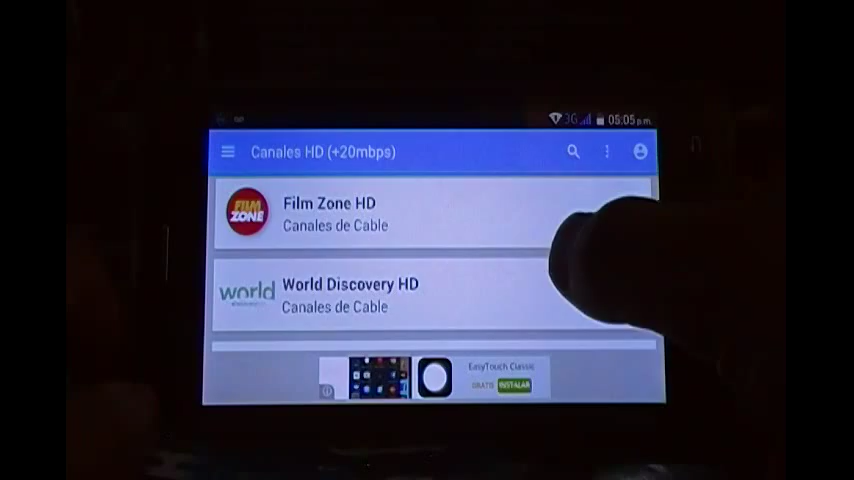 3G 05:05 p.m.
Canales HD (+20mbps)
FILM
ZONE
Film Zone HD
Canales de Cable
world
World Discovery HD
Canales de Cable
EasyTouch Classic
GRATIS INSTALAR